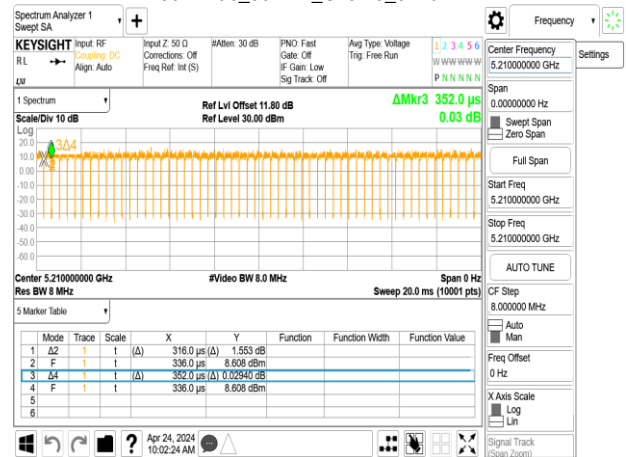 Spectrum Analyzer 1
Swept SA
+
Frequency
KEYSIGHT
Input: RF
Input Z: 50 Ω
#Atten: 30 dB
PNO: Fast
Avg Type: Voltage
1 2 3 4 5 6
RL
Coupling: DC
Corrections: Off
Gate: Off
Trig: Free Run
W W W W W W
Align: Auto
Freq Ref: Int (S)
IF Gain: Low
Sig Track: Off
P N N N N N
LXI
Center Frequency
5.210000000 GHz
Settings
Span
0.00000000 Hz
Swept Span
Zero Span
Full Span
Start Freq
5.210000000 GHz
Stop Freq
5.210000000 GHz
AUTO TUNE
CF Step
8.000000 MHz
Auto
Man
Freq Offset
0 Hz
X Axis Scale
Log
Lin
Signal Track
(Span Zoom)
1 Spectrum
Ref Lvl Offset 11.80 dB
ΔMkr3 352.0 µs
Scale/Div 10 dB
Ref Level 30.00 dBm
0.03 dB
Log
20.0
3Δ4
10.0
0.00
-10.0
-20.0
-30.0
-40.0
-50.0
-60.0
Center 5.210000000 GHz
#Video BW 8.0 MHz
Span 0 Hz
Res BW 8 MHz
Sweep 20.0 ms (10001 pts)
5 Marker Table
Mode Trace Scale X Y Function Function Width Function Value
1 Δ2 1 t (Δ) 316.0 µs (Δ) 1.553 dB
2 F 1 t 336.0 µs 8.608 dBm
3 Δ4 1 t (Δ) 352.0 µs (Δ) 0.02940 dB
4 F 1 t 336.0 µs 8.608 dBm
5
6
?
Apr 24, 2024
10:02:24 AM